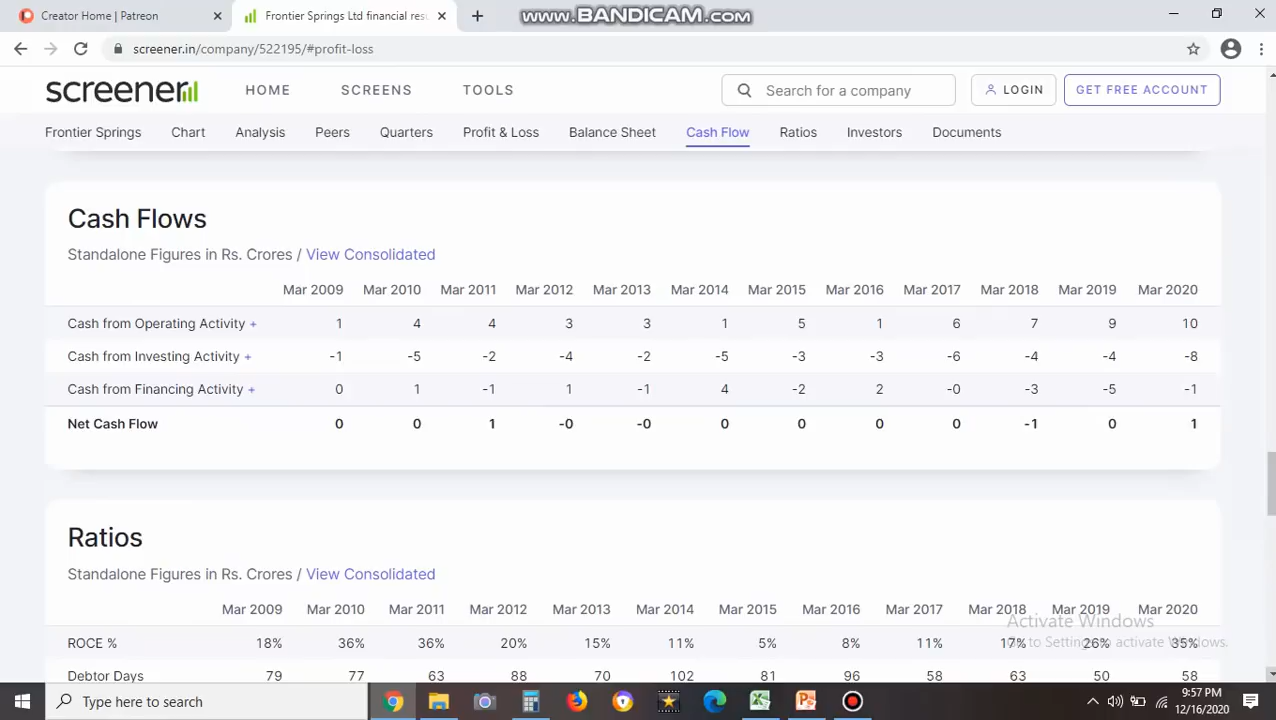 Creator Home | Patreon
Frontier Springs Ltd financial resu
www.BANDICAM.com
screener.in/company/522195/#profit-loss
screener HOME SCREENS TOOLS Search for a company LOGIN GET FREE ACCOUNT
Frontier Springs Chart Analysis Peers Quarters Profit & Loss Balance Sheet Cash Flow Ratios Investors Documents
Cash Flows
Standalone Figures in Rs. Crores / View Consolidated
Mar 2009 Mar 2010 Mar 2011 Mar 2012 Mar 2013 Mar 2014 Mar 2015 Mar 2016 Mar 2017 Mar 2018 Mar 2019 Mar 2020
Cash from Operating Activity + 1 4 4 3 3 1 5 1 6 7 9 10
Cash from Investing Activity + -1 -5 -2 -4 -2 -5 -3 -3 -6 -4 -4 -8
Cash from Financing Activity + 0 1 -1 1 -1 4 -2 2 -0 -3 -5 -1
Net Cash Flow 0 0 1 -0 -0 0 0 0 0 -1 0 1
Ratios
Standalone Figures in Rs. Crores / View Consolidated
Mar 2009 Mar 2010 Mar 2011 Mar 2012 Mar 2013 Mar 2014 Mar 2015 Mar 2016 Mar 2017 Mar 2018 Mar 2019 Mar 2020
Activate Windows
ROCE % 18% 36% 36% 20% 15% 11% 5% 8% 11% 17% 26% 35%
to Settings to activate Windows.
Debtor Days 79 77 63 88 70 102 81 96 58 63 50 58
Type here to search
9:57 PM
12/16/2020